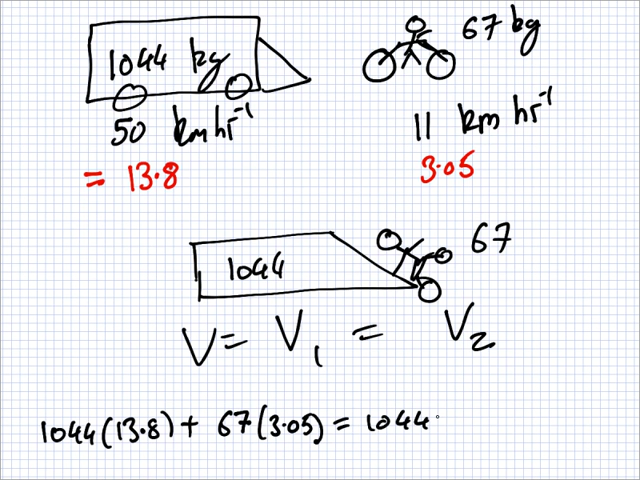 1044 kg 67 kg
50 km hr⁻¹ 11 km hr⁻¹
= 13.8 3.05
1044 67
V = V₁ = V₂
1044(13.8) + 67(3.05) = 1044